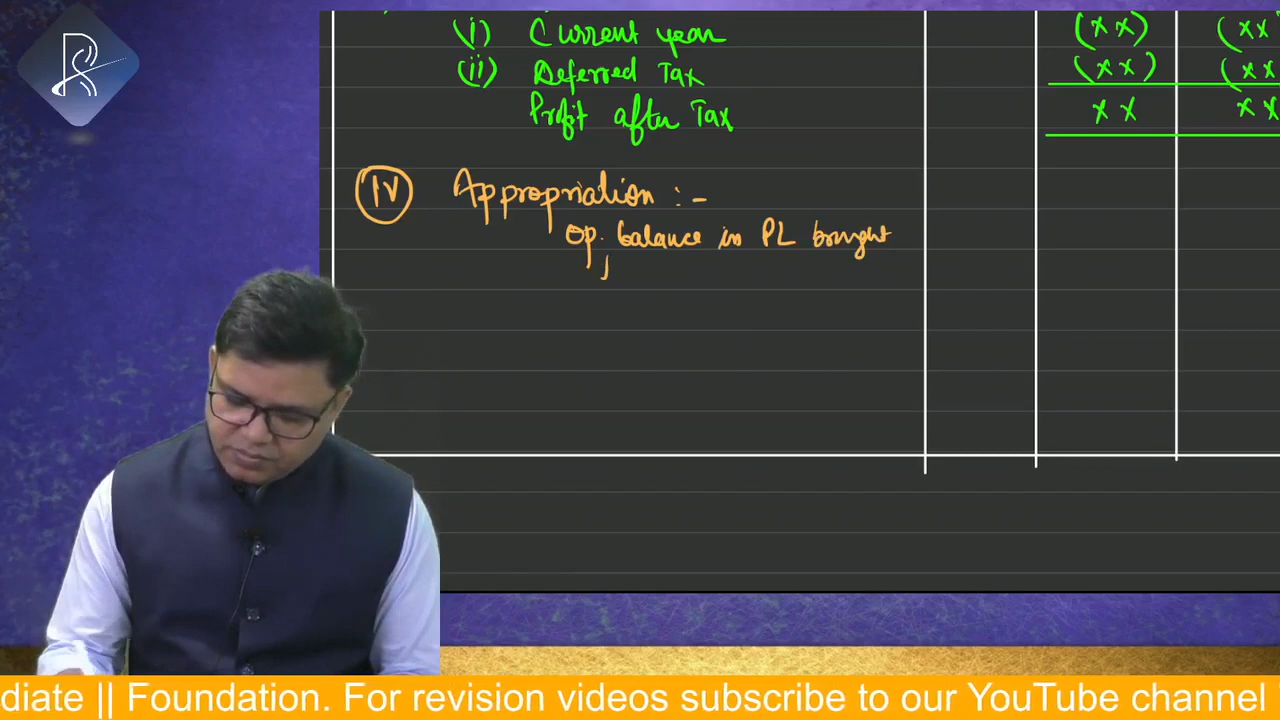 (i) Current year (xx) (xx
(ii) Deferred Tax (xx) (xx
Profit after Tax xx xx
IV Appropriation :-
Op. balance in PL brought
diate || Foundation. For revision videos subscribe to our YouTube channel